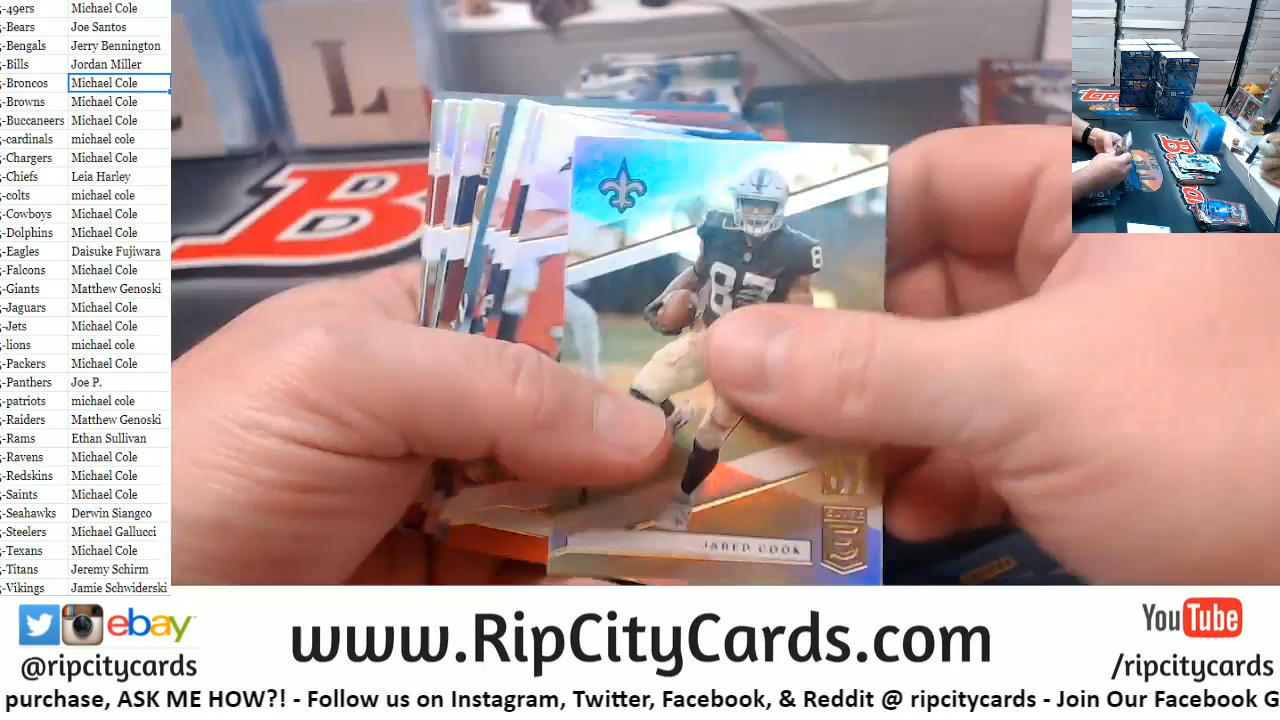 ;-49ers Michael Cole
;-Bears Joe Santos
;-Bengals Jerry Bennington
;-Bills Jordan Miller
;-Broncos Michael Cole
;-Browns Michael Cole
;-Buccaneers Michael Cole
;-cardinals michael cole
;-Chargers Michael Cole
;-Chiefs Leia Harley
;-colts michael cole
;-Cowboys Michael Cole
;-Dolphins Michael Cole
;-Eagles Daisuke Fujiwara
;-Falcons Michael Cole
;-Giants Matthew Genoski
;-Jaguars Michael Cole
;-Jets Michael Cole
;-lions michael cole
;-Packers Michael Cole
;-Panthers Joe P.
;-patriots michael cole
;-Raiders Matthew Genoski
;-Rams Ethan Sullivan
;-Ravens Michael Cole
;-Redskins Michael Cole
;-Saints Michael Cole
;-Seahawks Derwin Siangco
;-Steelers Michael Gallucci
;-Texans Michael Cole
;-Titans Jeremy Schirm
;-Vikings Jamie Schwiderski
L
B
87
8
87
JARED COOK
Topps
ebay
@ripcitycards
www.RipCityCards.com
YouTube
/ripcitycards
purchase, ASK ME HOW?! - Follow us on Instagram, Twitter, Facebook, & Reddit @ ripcitycards - Join Our Facebook G